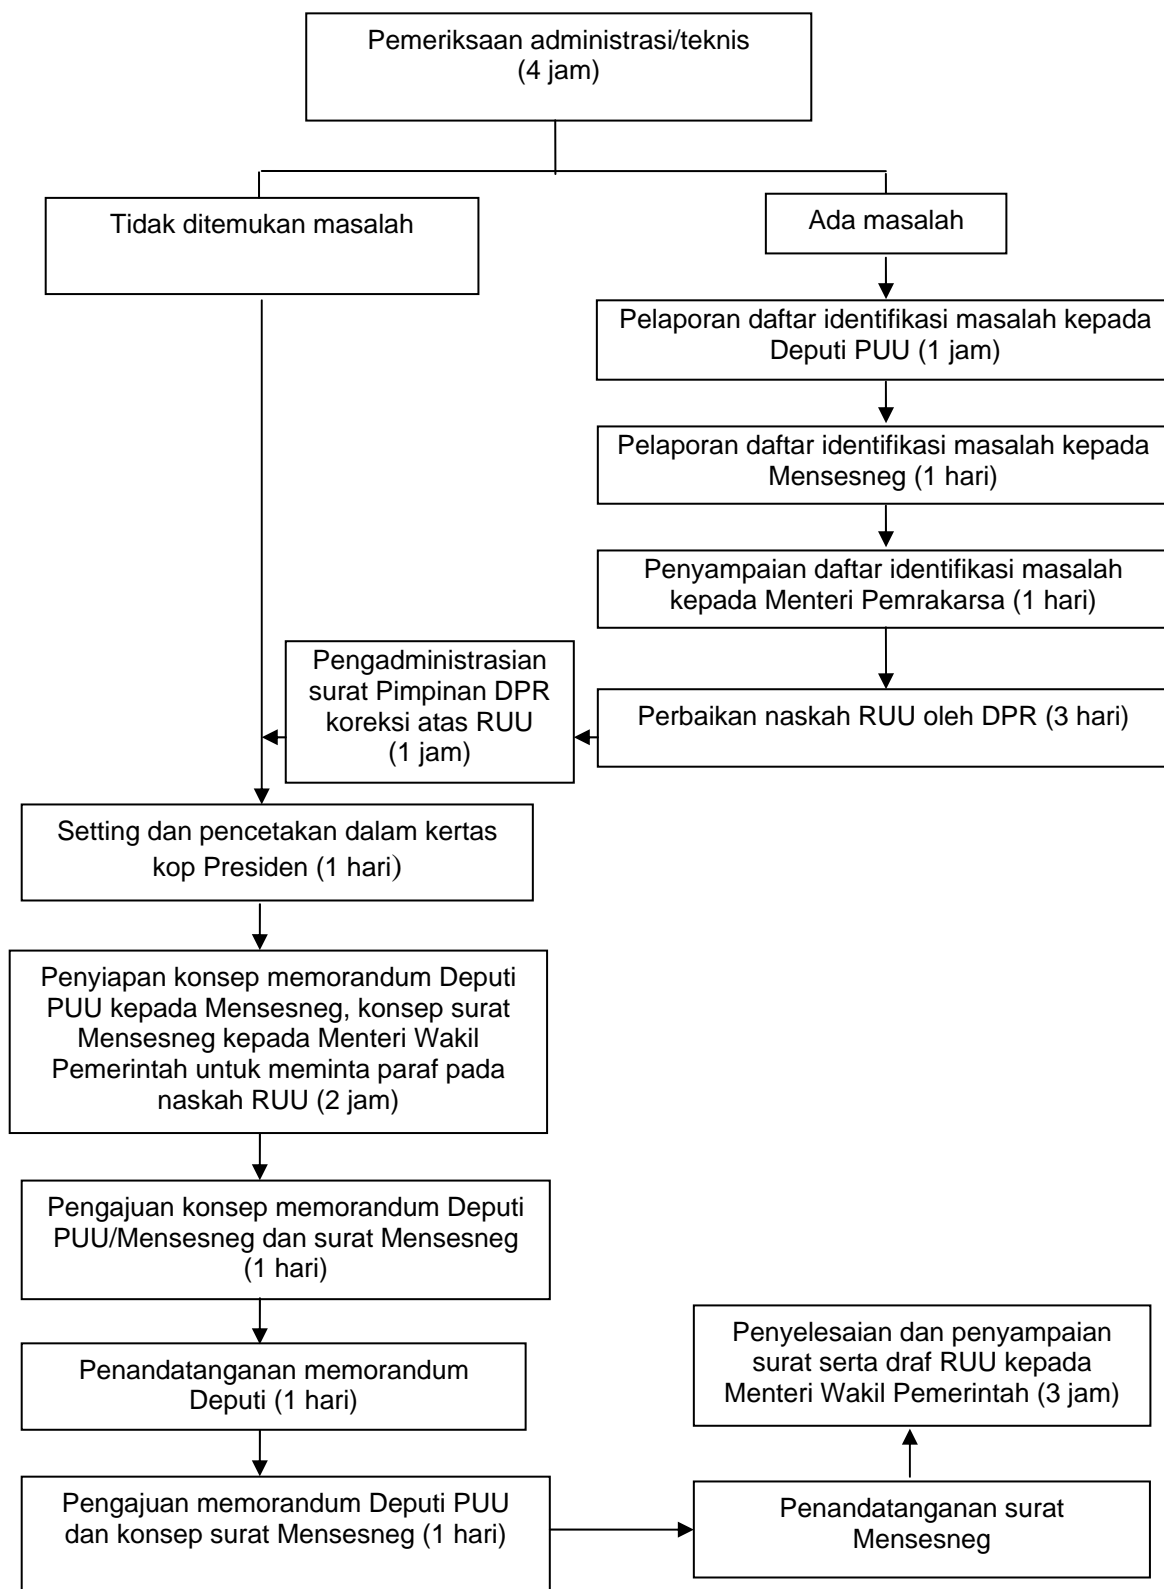 Pemeriksaan administrasi/teknis
(4 jam)
Tidak ditemukan masalah
Ada masalah
Pelaporan daftar identifikasi masalah kepada
Deputi PUU (1 jam)
Pelaporan daftar identifikasi masalah kepada
Mensesneg (1 hari)
Penyampaian daftar identifikasi masalah
kepada Menteri Pemrakarsa (1 hari)
Perbaikan naskah RUU oleh DPR (3 hari)
Pengadministrasian
surat Pimpinan DPR
koreksi atas RUU
(1 jam)
Setting dan pencetakan dalam kertas
kop Presiden (1 hari)
Penyiapan konsep memorandum Deputi
PUU kepada Mensesneg, konsep surat
Mensesneg kepada Menteri Wakil
Pemerintah untuk meminta paraf pada
naskah RUU (2 jam)
Pengajuan konsep memorandum Deputi
PUU/Mensesneg dan surat Mensesneg
(1 hari)
Penandatanganan memorandum
Deputi (1 hari)
Pengajuan memorandum Deputi PUU
dan konsep surat Mensesneg (1 hari)
Penandatanganan surat
Mensesneg
Penyelesaian dan penyampaian
surat serta draf RUU kepada
Menteri Wakil Pemerintah (3 jam)